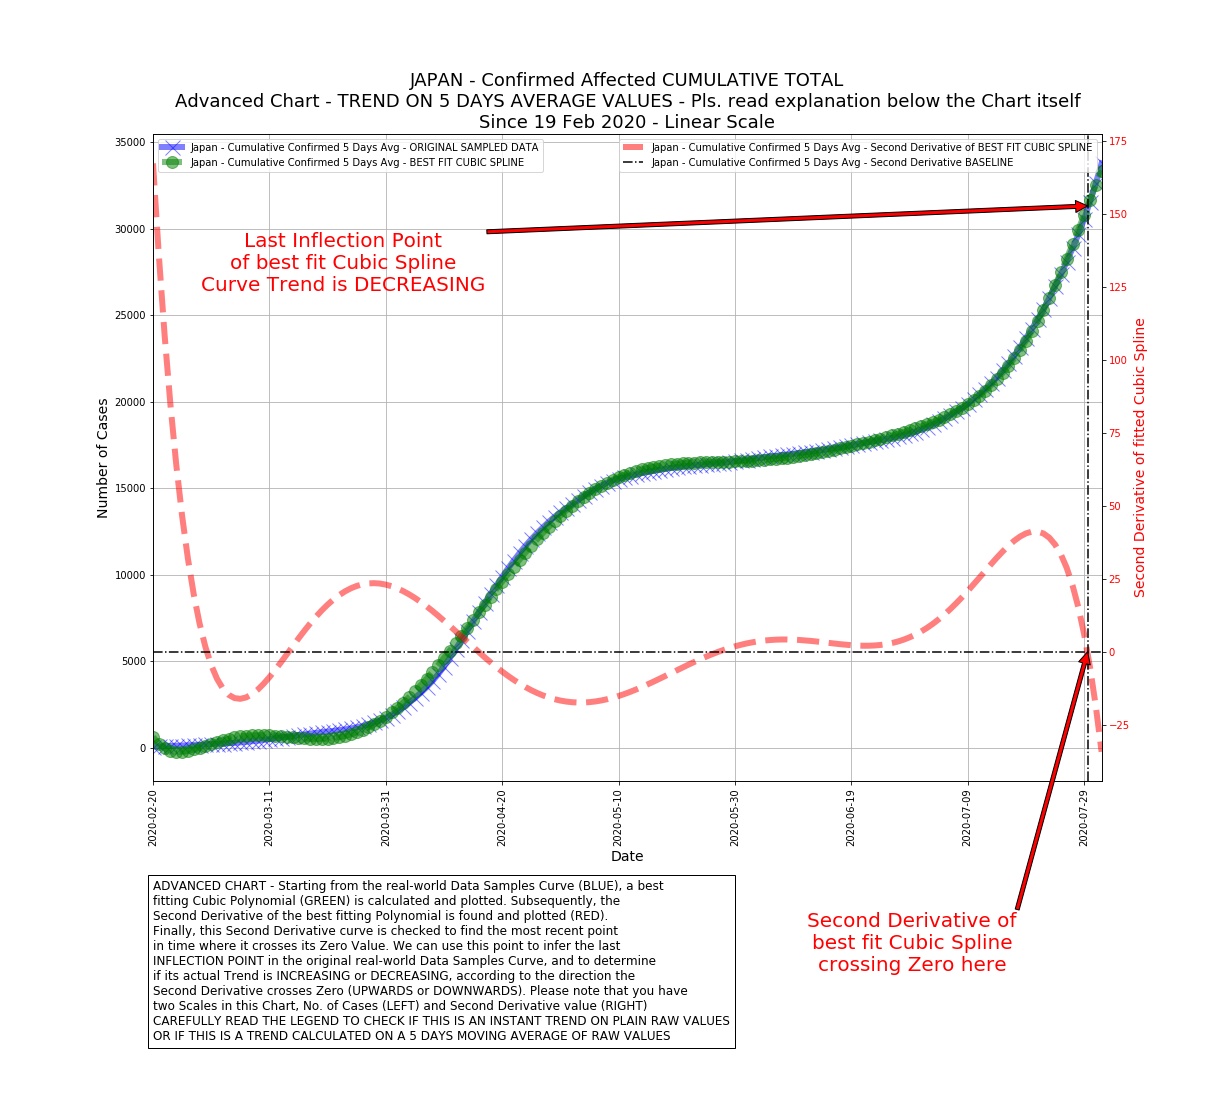 JAPAN - Confirmed Affected CUMULATIVE TOTAL
Advanced Chart - TREND ON 5 DAYS AVERAGE VALUES - Pls. read explanation below the Chart itself
Since 19 Feb 2020 - Linear Scale
Japan - Cumulative Confirmed 5 Days Avg - ORIGINAL SAMPLED DATA
Japan - Cumulative Confirmed 5 Days Avg - BEST FIT CUBIC SPLINE
Japan - Cumulative Confirmed 5 Days Avg - Second Derivative of BEST FIT CUBIC SPLINE
Japan - Cumulative Confirmed 5 Days Avg - Second Derivative BASELINE
Last Inflection Point
of best fit Cubic Spline
Curve Trend is DECREASING
Number of Cases
35000
30000
25000
20000
15000
10000
5000
0
175
150
125
100
75
50
25
0
−25
Second Derivative of fitted Cubic Spline
2020-02-20
2020-03-11
2020-03-31
2020-04-20
2020-05-10
2020-05-30
2020-06-19
2020-07-09
2020-07-29
Date
ADVANCED CHART - Starting from the real-world Data Samples Curve (BLUE), a best
fitting Cubic Polynomial (GREEN) is calculated and plotted. Subsequently, the
Second Derivative of the best fitting Polynomial is found and plotted (RED).
Finally, this Second Derivative curve is checked to find the most recent point
in time where it crosses its Zero Value. We can use this point to infer the last
INFLECTION POINT in the original real-world Data Samples Curve, and to determine
if its actual Trend is INCREASING or DECREASING, according to the direction the
Second Derivative crosses Zero (UPWARDS or DOWNWARDS). Please note that you have
two Scales in this Chart, No. of Cases (LEFT) and Second Derivative value (RIGHT)
CAREFULLY READ THE LEGEND TO CHECK IF THIS IS AN INSTANT TREND ON PLAIN RAW VALUES
OR IF THIS IS A TREND CALCULATED ON A 5 DAYS MOVING AVERAGE OF RAW VALUES
Second Derivative of
best fit Cubic Spline
crossing Zero here